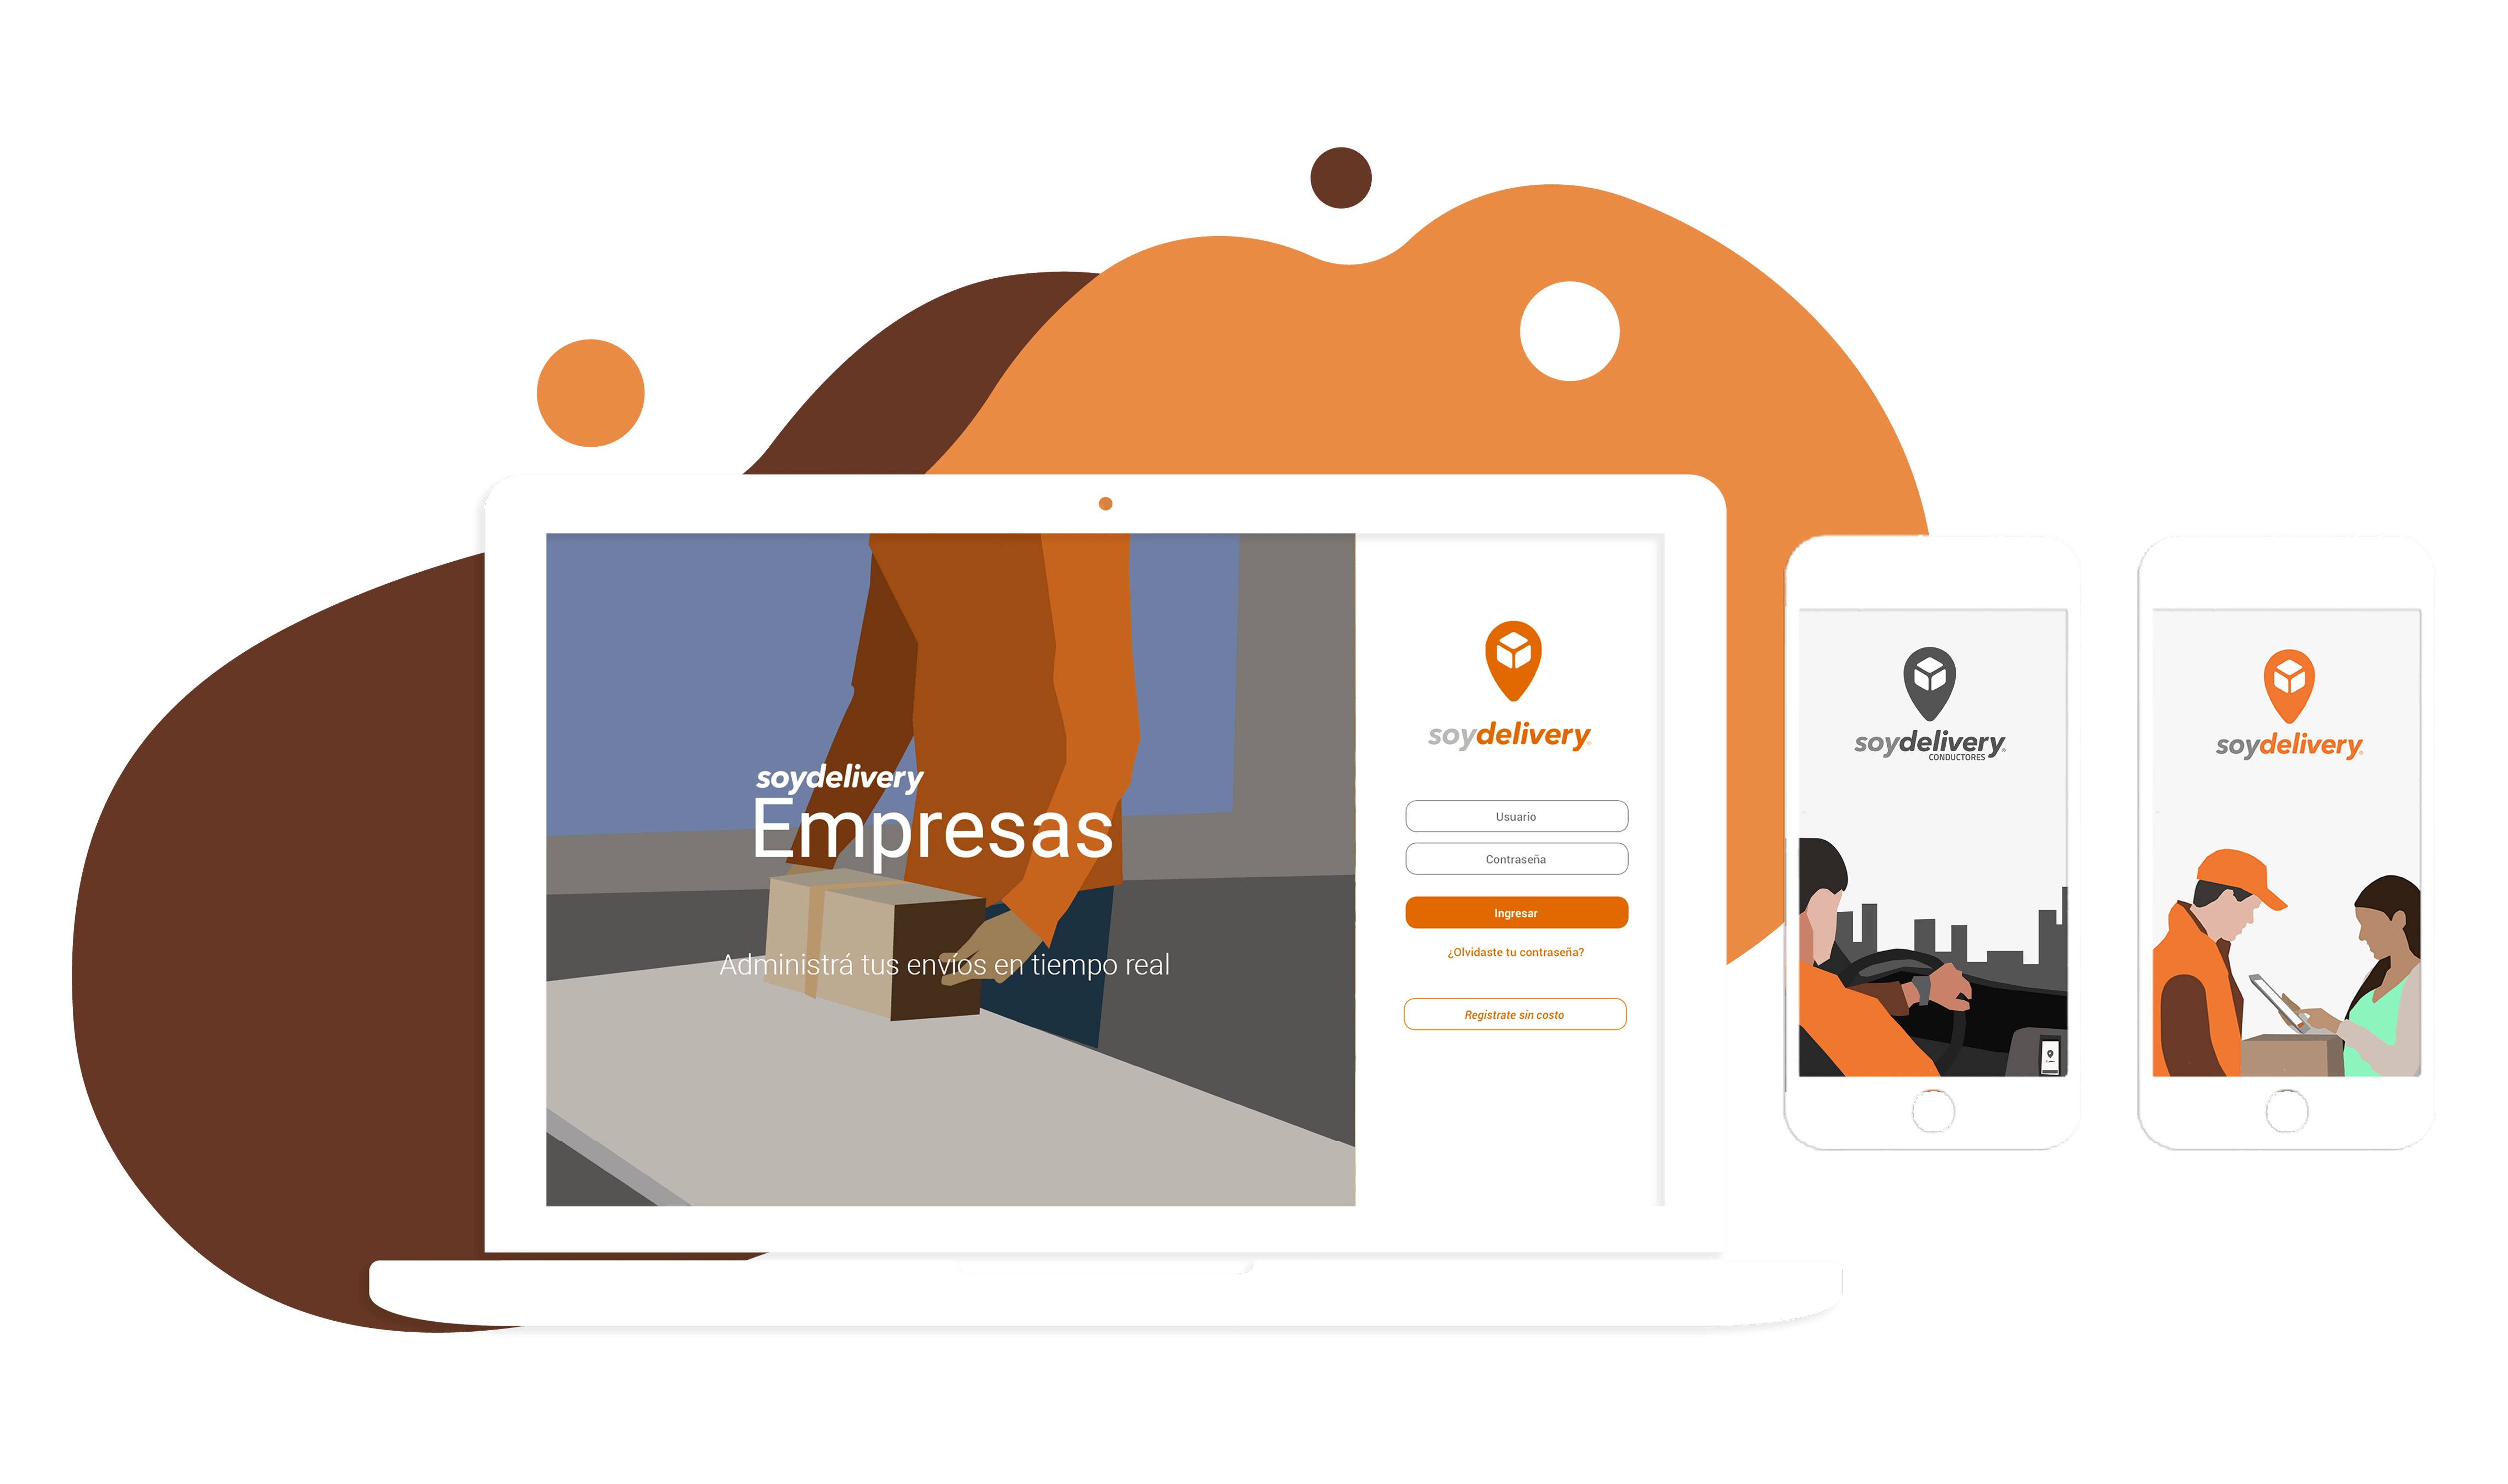 soydelivery
Empresas
Administrá tus envíos en tiempo real
soydelivery
Usuario
Contraseña
Ingresar
¿Olvidaste tu contraseña?
Registrate sin costo
soydelivery
CONDUCTORES
soydelivery